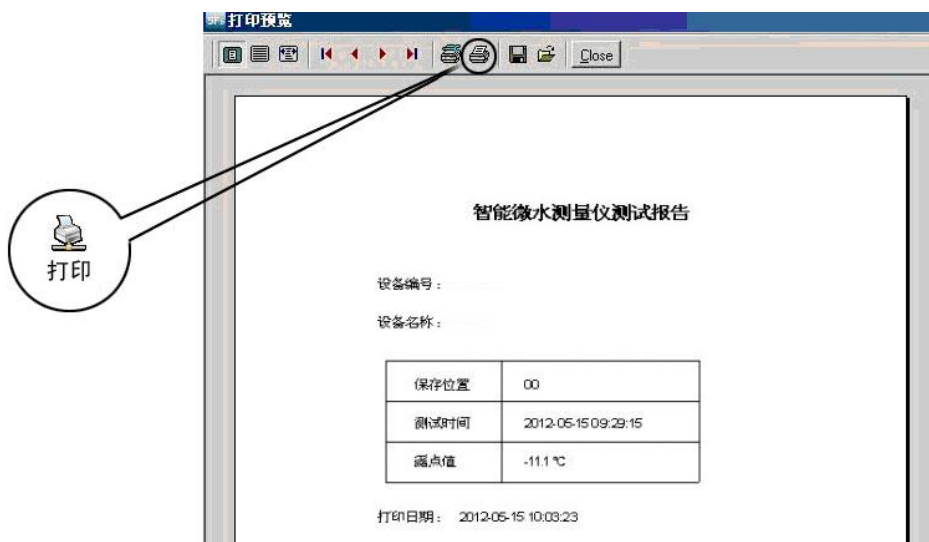 SF6 打印预览
Close
打印
智能微水测量仪测试报告
设备编号：
设备名称：
保存位置 00
测试时间 2012-05-15 09:29:15
露点值 -11.1 ℃
打印日期： 2012-05-15 10:03:23